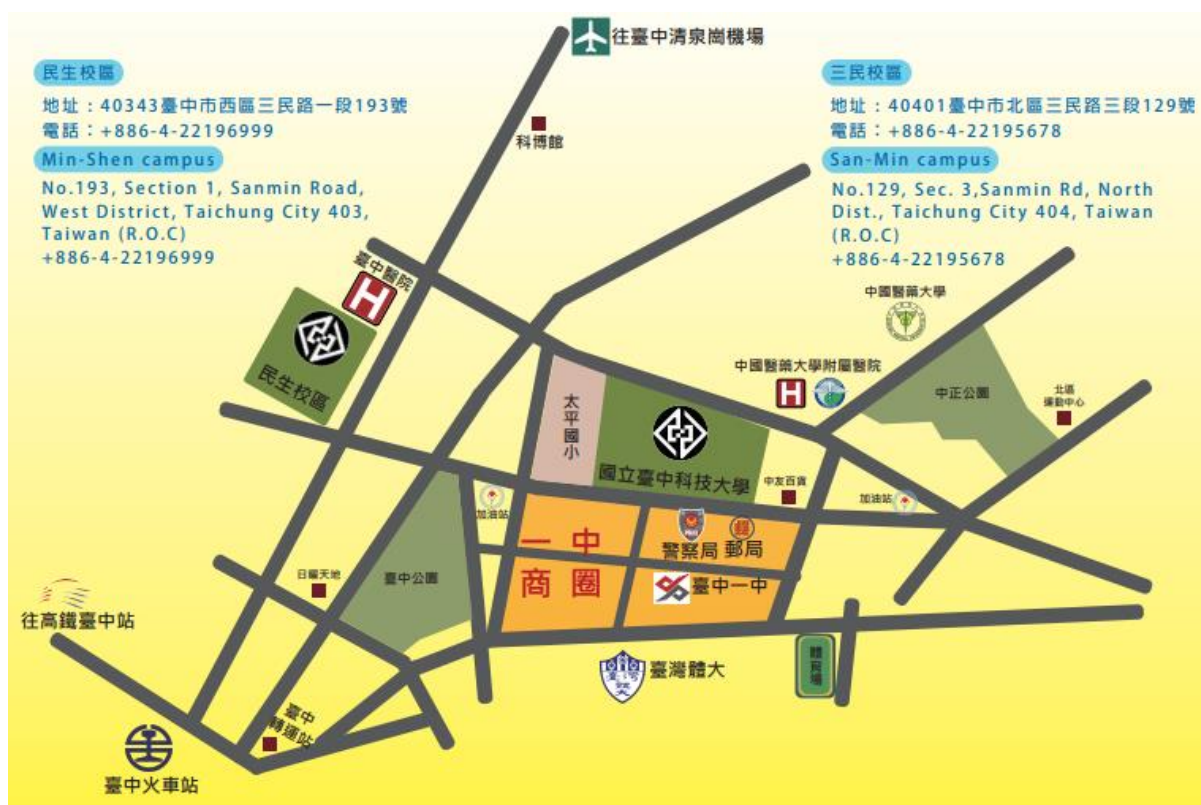 往臺中清泉崗機場
民生校區
地址：40343臺中市西區三民路一段193號
電話：+886-4-22196999
Min-Shen campus
No.193, Section 1, Sanmin Road,
West District, Taichung City 403,
Taiwan (R.O.C)
+886-4-22196999
三民校區
地址：40401臺中市北區三民路三段129號
電話：+886-4-22195678
San-Min campus
No.129, Sec. 3,Sanmin Rd, North
Dist., Taichung City 404, Taiwan
(R.O.C)
+886-4-22195678
科博館
臺中醫院
H
民生校區
中國醫藥大學
中國醫藥大學附屬醫院
H
中正公園
北區
運動中心
太平國小
國立臺中科技大學
中友百貨
加油站
加油站
一中
商圈
警察局
郵局
臺中一中
日曜天地
臺中公園
往高鐵臺中站
臺灣體大
體育場
臺中
轉運站
臺中火車站